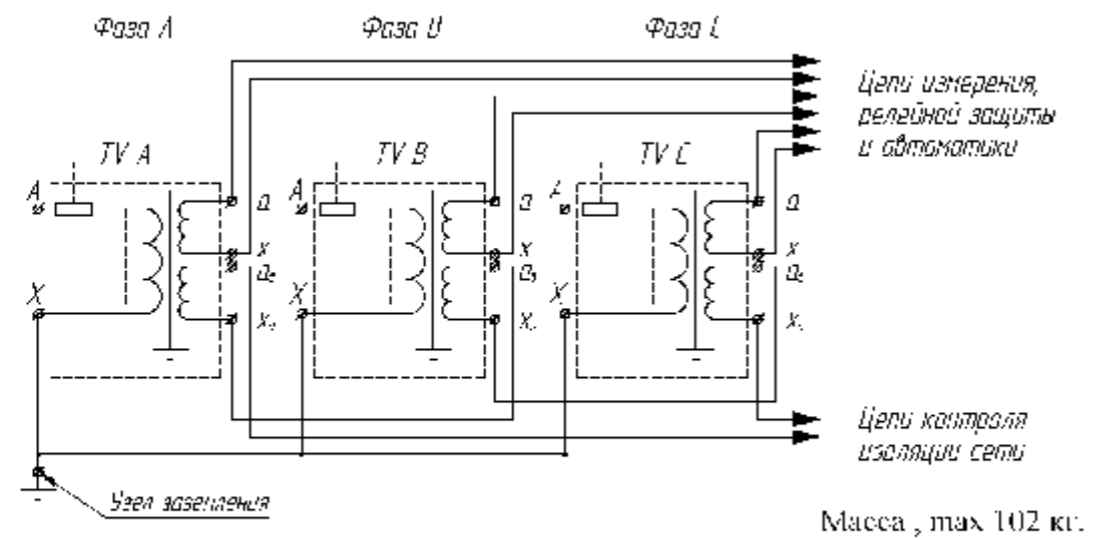 Фаза А
Фаза В
Фаза С
Цепи измерения,
релейной защиты
и автоматики
TV A
TV B
TV C
А
А
А
а
а
а
х
х
х
Х
Х
Х
Цепи контроля
изоляции сети
Узел заземления
Масса , max 102 кг.